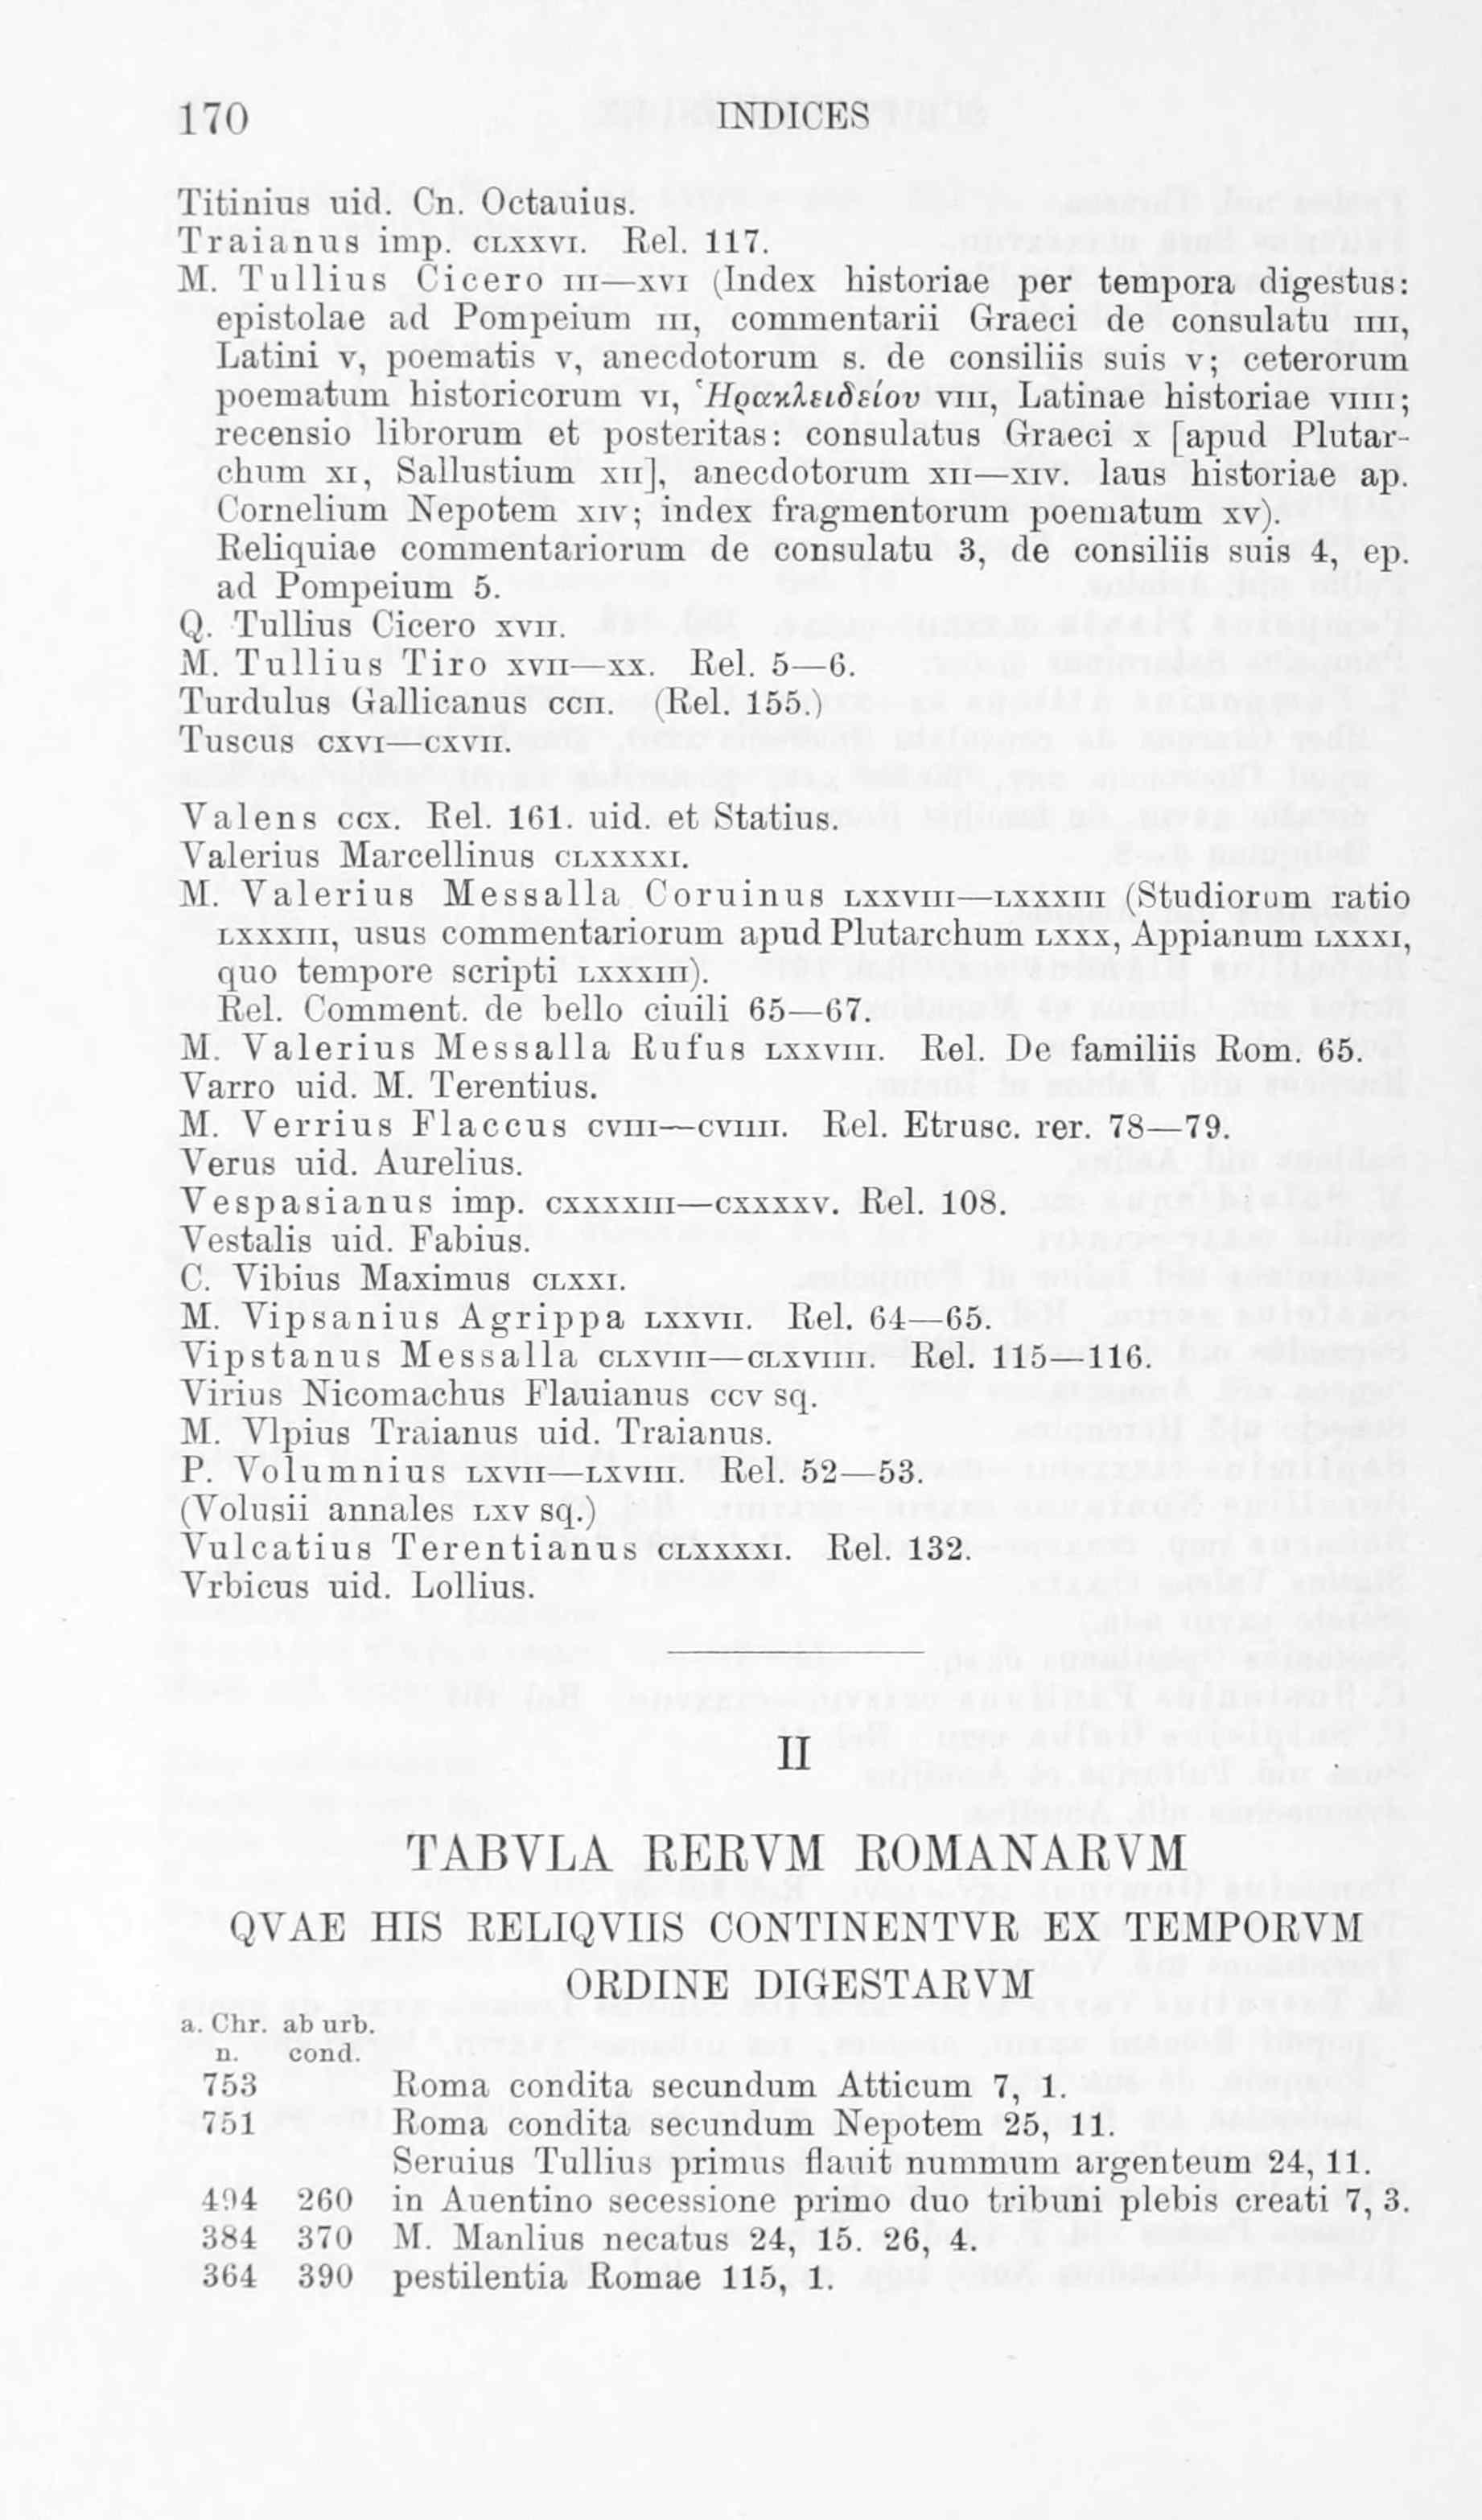 170 INDICES
Titinius uid. Cn. Octauius.
Traianus imp. CLXXVI. Rel. 117.
M. Tullius Cicero III—XVI (Index historiae per tempora digestus:
epistolae ad Pompeium III, commentarii Graeci de consulatu IIII,
Latini V, poematis V, anecdotorum s. de consiliis suis V; ceterorum
poematum historicorum VI, Ἡρακλειδείον VIII, Latinae historiae VIIII;
recensio librorum et posteritas: consulatus Graeci X [apud Plutar-
chum XI, Sallustium XII], anecdotorum XII—XIV. laus historiae ap.
Cornelium Nepotem XIV; index fragmentorum poematum XV).
Reliquiae commentariorum de consulatu 3, de consiliis suis 4, ep.
ad Pompeium 5.
Q. Tullius Cicero XVII.
M. Tullius Tiro XVII—XX. Rel. 5—6.
Turdulus Gallicanus CCII. (Rel. 155.)
Tuscus CXVI—CXVII.
Valens CCX. Rel. 161. uid. et Statius.
Valerius Marcellinus CLXXXXI.
M. Valerius Messalla Coruinus LXXVIII—LXXXIII (Studiorum ratio
LXXXIII, usus commentariorum apud Plutarchum LXXX, Appianum LXXXI,
quo tempore scripti LXXXIII).
Rel. Comment. de bello ciuili 65—67.
M. Valerius Messalla Rufus LXXVIII. Rel. De familiis Rom. 65.
Varro uid. M. Terentius.
M. Verrius Flaccus CVIII—CVIIII. Rel. Etrusc. rer. 78—79.
Verus uid. Aurelius.
Vespasianus imp. CXXXXIII—CXXXXV. Rel. 108.
Vestalis uid. Fabius.
C. Vibius Maximus CLXXI.
M. Vipsanius Agrippa LXXVII. Rel. 64—65.
Vipstanus Messalla CLXVIII—CLXVIIII. Rel. 115—116.
Virius Nicomachus Flauianus CCV sq.
M. Vlpius Traianus uid. Traianus.
P. Volumnius LXVII—LXVIII. Rel. 52—53.
(Volusii annales LXV sq.)
Vulcatius Terentianus CLXXXXI. Rel. 132.
Vrbicus uid. Lollius.
II
TABVLA RERVM ROMANARVM
QVAE HIS RELIQVIIS CONTINENTVR EX TEMPORVM
ORDINE DIGESTARVM
a. Chr. ab urb.
n. cond.
753 Roma condita secundum Atticum 7, 1.
751 Roma condita secundum Nepotem 25, 11.
Seruius Tullius primus flauit nummum argenteum 24, 11.
494 260 in Auentino secessione primo duo tribuni plebis creati 7, 3.
384 370 M. Manlius necatus 24, 15. 26, 4.
364 390 pestilentia Romae 115, 1.